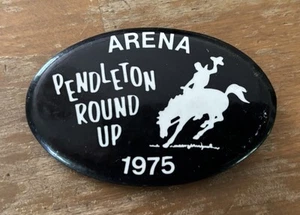 ARENA
PENDLETON
ROUND
UP
1975